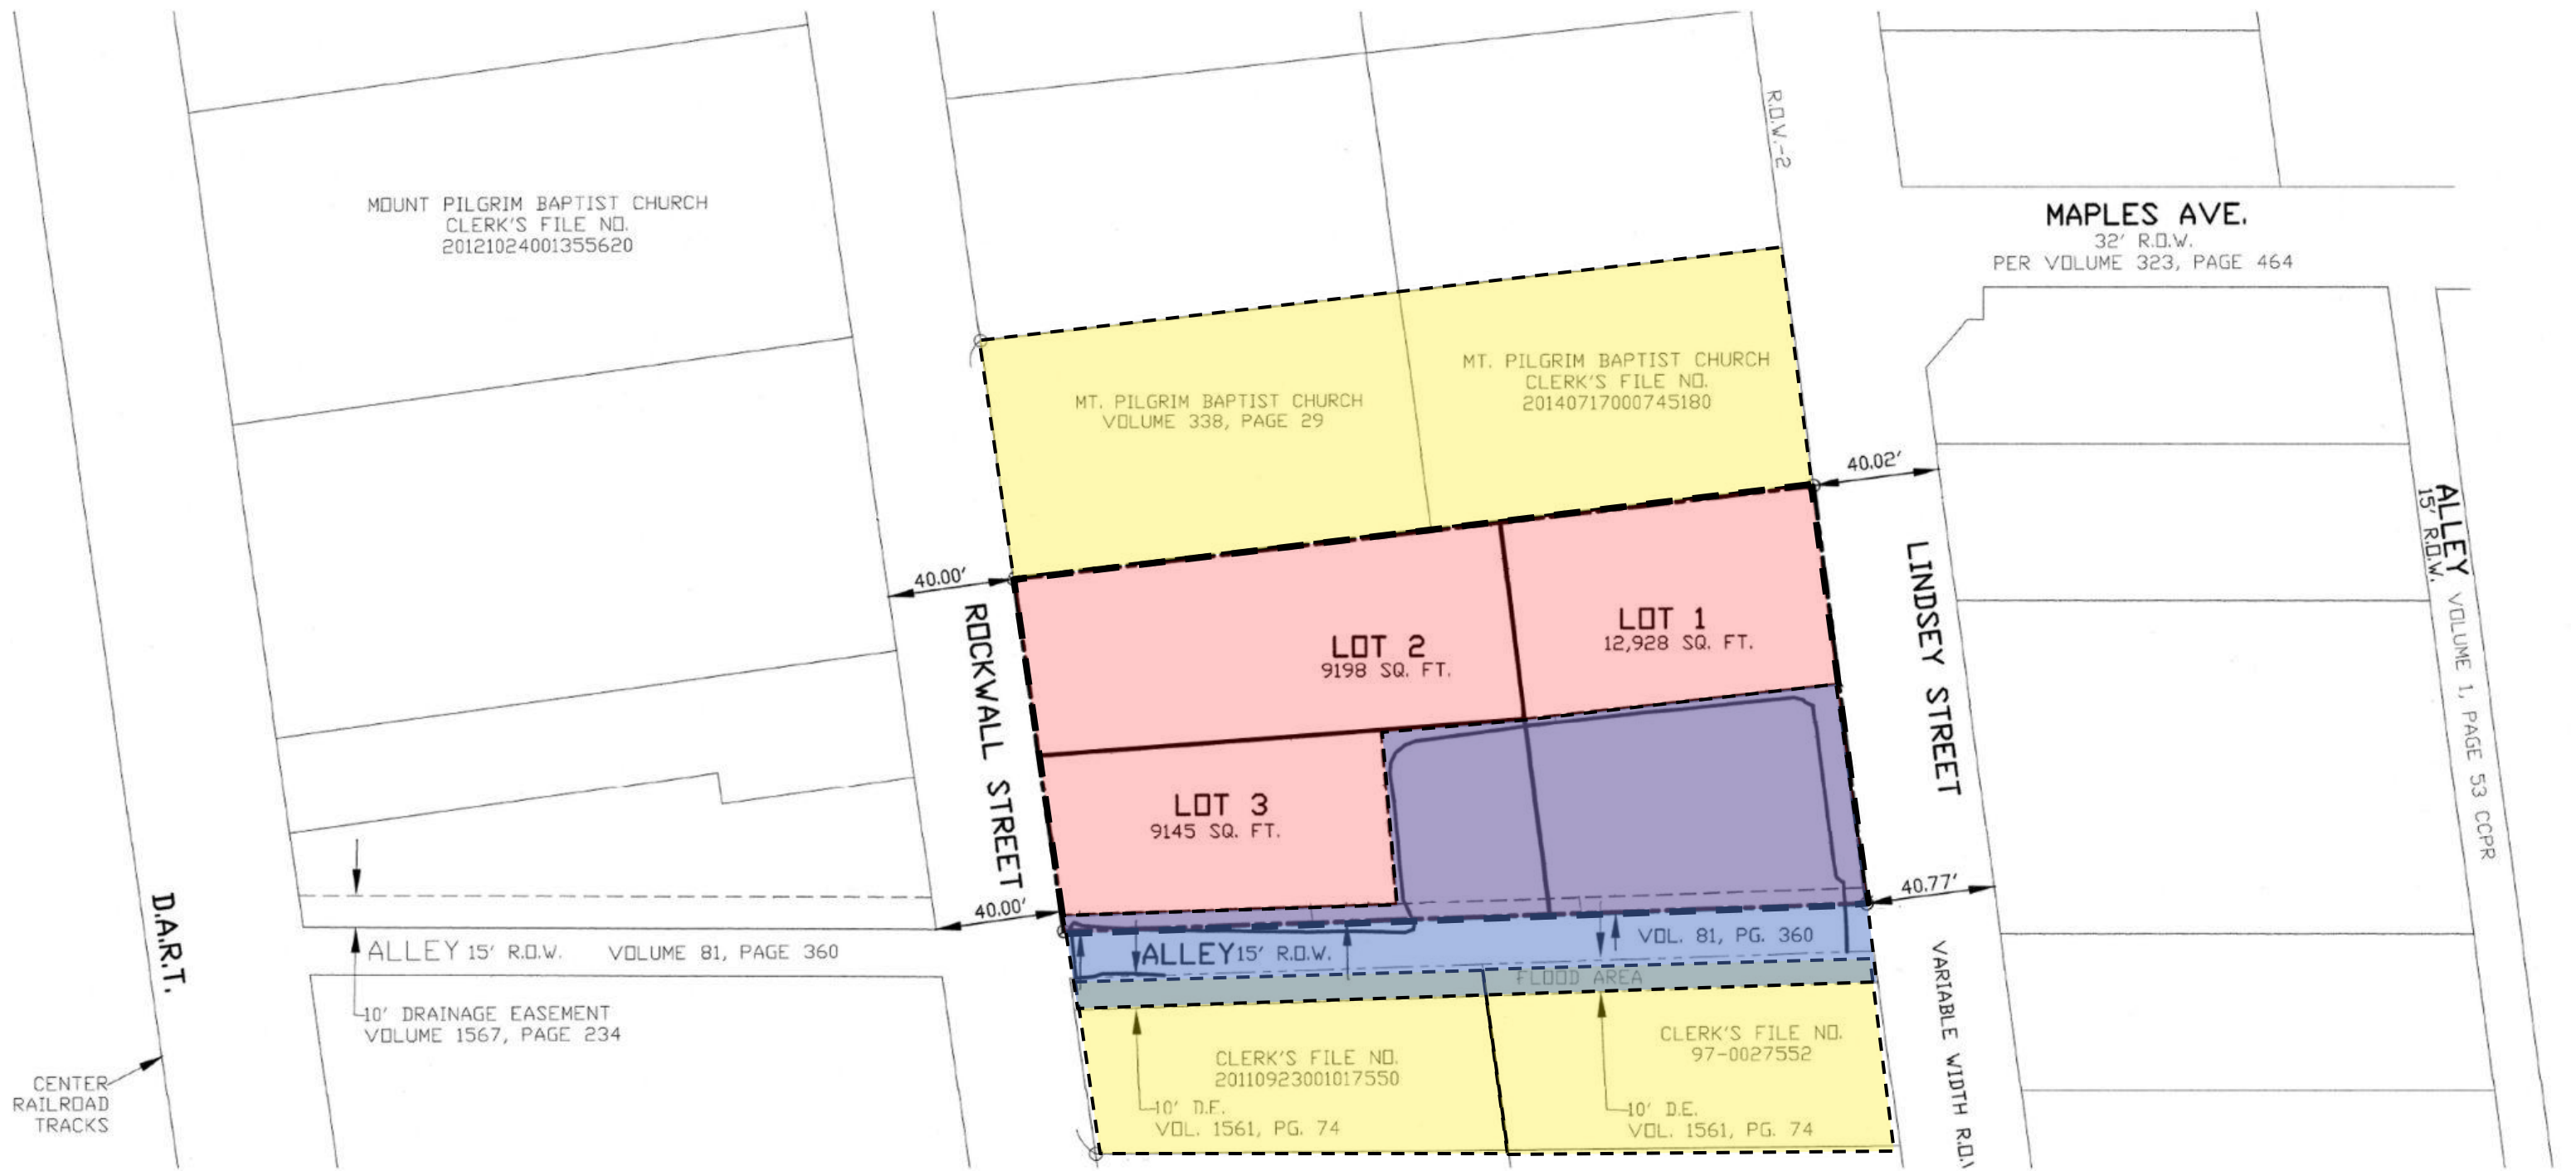 R.O.W.-2
MOUNT PILGRIM BAPTIST CHURCH
CLERK'S FILE NO.
20121024001355620
MAPLES AVE.
32' R.O.W.
PER VOLUME 323, PAGE 464
MT. PILGRIM BAPTIST CHURCH
VOLUME 338, PAGE 29
MT. PILGRIM BAPTIST CHURCH
CLERK'S FILE NO.
20140717000745180
40.02'
40.00'
ALLEY
15' R.O.W.
VOLUME 1, PAGE 53 CCPR
ROCKWALL STREET
LINDSEY STREET
LOT 2
9198 SQ. FT.
LOT 1
12,928 SQ. FT.
LOT 3
9145 SQ. FT.
40.00'
40.77'
D.A.R.T.
ALLEY 15' R.O.W. VOLUME 81, PAGE 360
ALLEY 15' R.O.W.
VOL. 81, PG. 360
FLOOD AREA
VARIABLE WIDTH R.O.W
10' DRAINAGE EASEMENT
VOLUME 1567, PAGE 234
CENTER
RAILROAD
TRACKS
CLERK'S FILE NO.
20110923001017550
10' D.E.
VOL. 1561, PG. 74
CLERK'S FILE NO.
97-0027552
10' D.E.
VOL. 1561, PG. 74